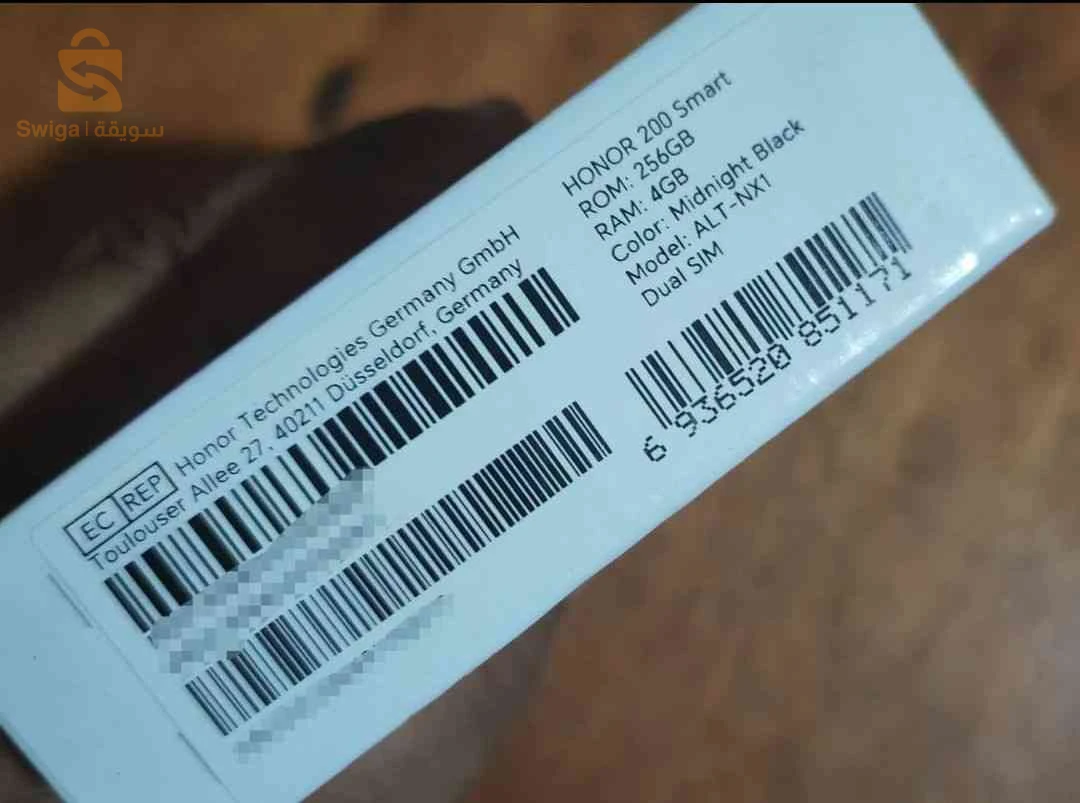 Swiga | سويقة
HONOR 200 Smart
ROM: 256GB
RAM: 4GB
Color: Midnight Black
Model: ALT-NX1
Dual SIM
6 936520 851171
EC REP Honor Technologies Germany GmbH
Toulouser Allee 27, 40211 Düsseldorf, Germany